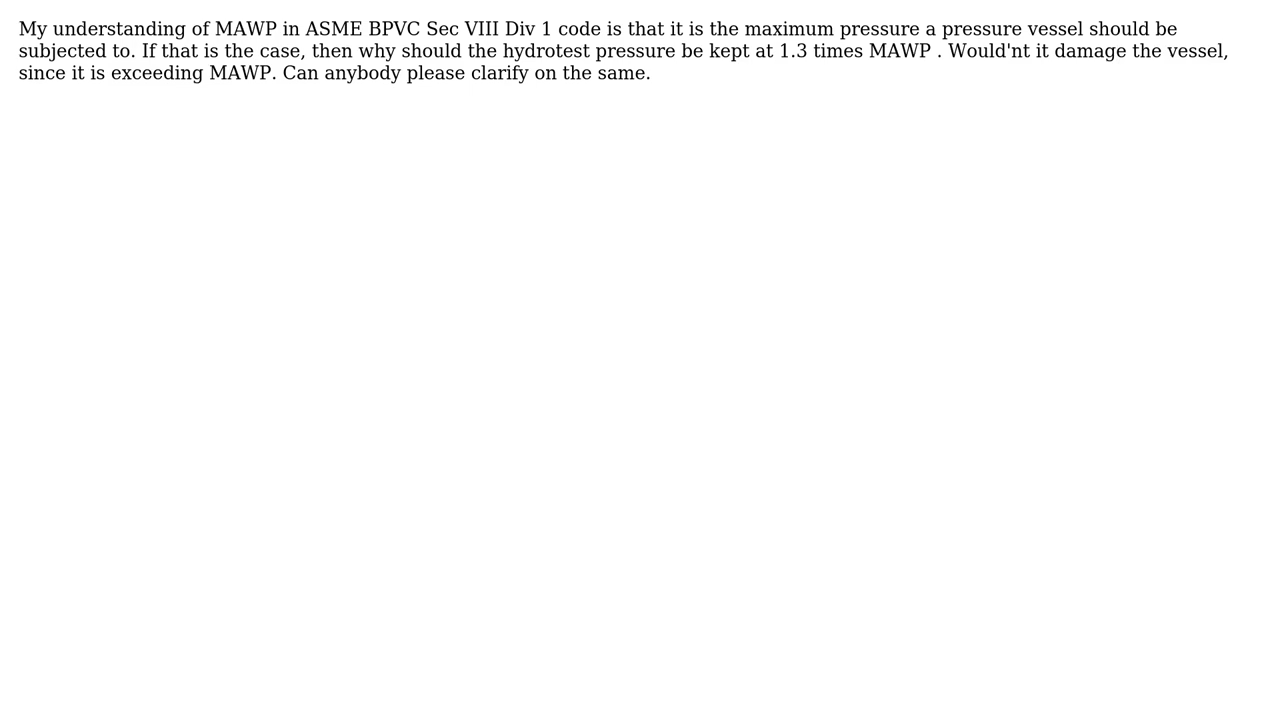 My understanding of MAWP in ASME BPVC Sec VIII Div 1 code is that it is the maximum pressure a pressure vessel should be
subjected to. If that is the case, then why should the hydrotest pressure be kept at 1.3 times MAWP . Would'nt it damage the vessel,
since it is exceeding MAWP. Can anybody please clarify on the same.